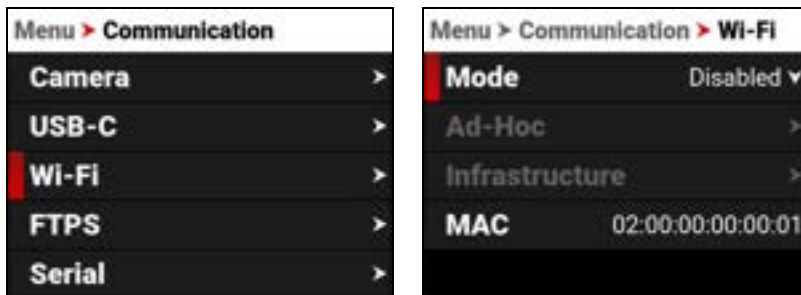 Menu > Communication
Camera >
USB-C >
Wi-Fi >
FTPS >
Serial >
Menu > Communication > Wi-Fi
Mode Disabled
Ad-Hoc >
Infrastructure >
MAC 02:00:00:00:00:01